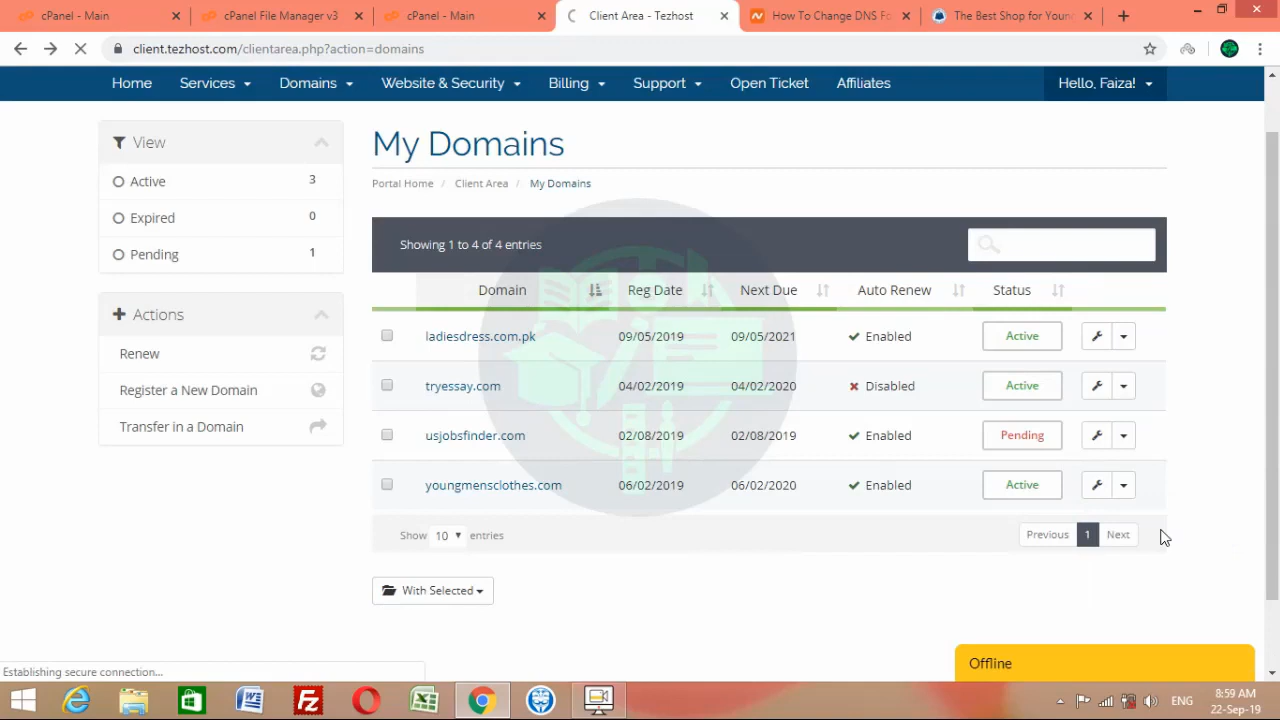 cPanel - Main
cPanel File Manager v3
cPanel - Main
Client Area - Tezhost
How To Change DNS Fo
The Best Shop for Youn
client.tezhost.com/clientarea.php?action=domains
Home
Services
Domains
Website & Security
Billing
Support
Open Ticket
Affiliates
Hello, Faiza!
View
Active 3
Expired 0
Pending 1
Actions
Renew
Register a New Domain
Transfer in a Domain
My Domains
Portal Home / Client Area / My Domains
Showing 1 to 4 of 4 entries
Domain Reg Date Next Due Auto Renew Status
ladiesdress.com.pk 09/05/2019 09/05/2021 Enabled Active
tryessay.com 04/02/2019 04/02/2020 Disabled Active
usjobsfinder.com 02/08/2019 02/08/2019 Enabled Pending
youngmensclothes.com 06/02/2019 06/02/2020 Enabled Active
Show 10 entries
Previous 1 Next
With Selected
Offline
Establishing secure connection...
ENG
8:59 AM
22-Sep-19